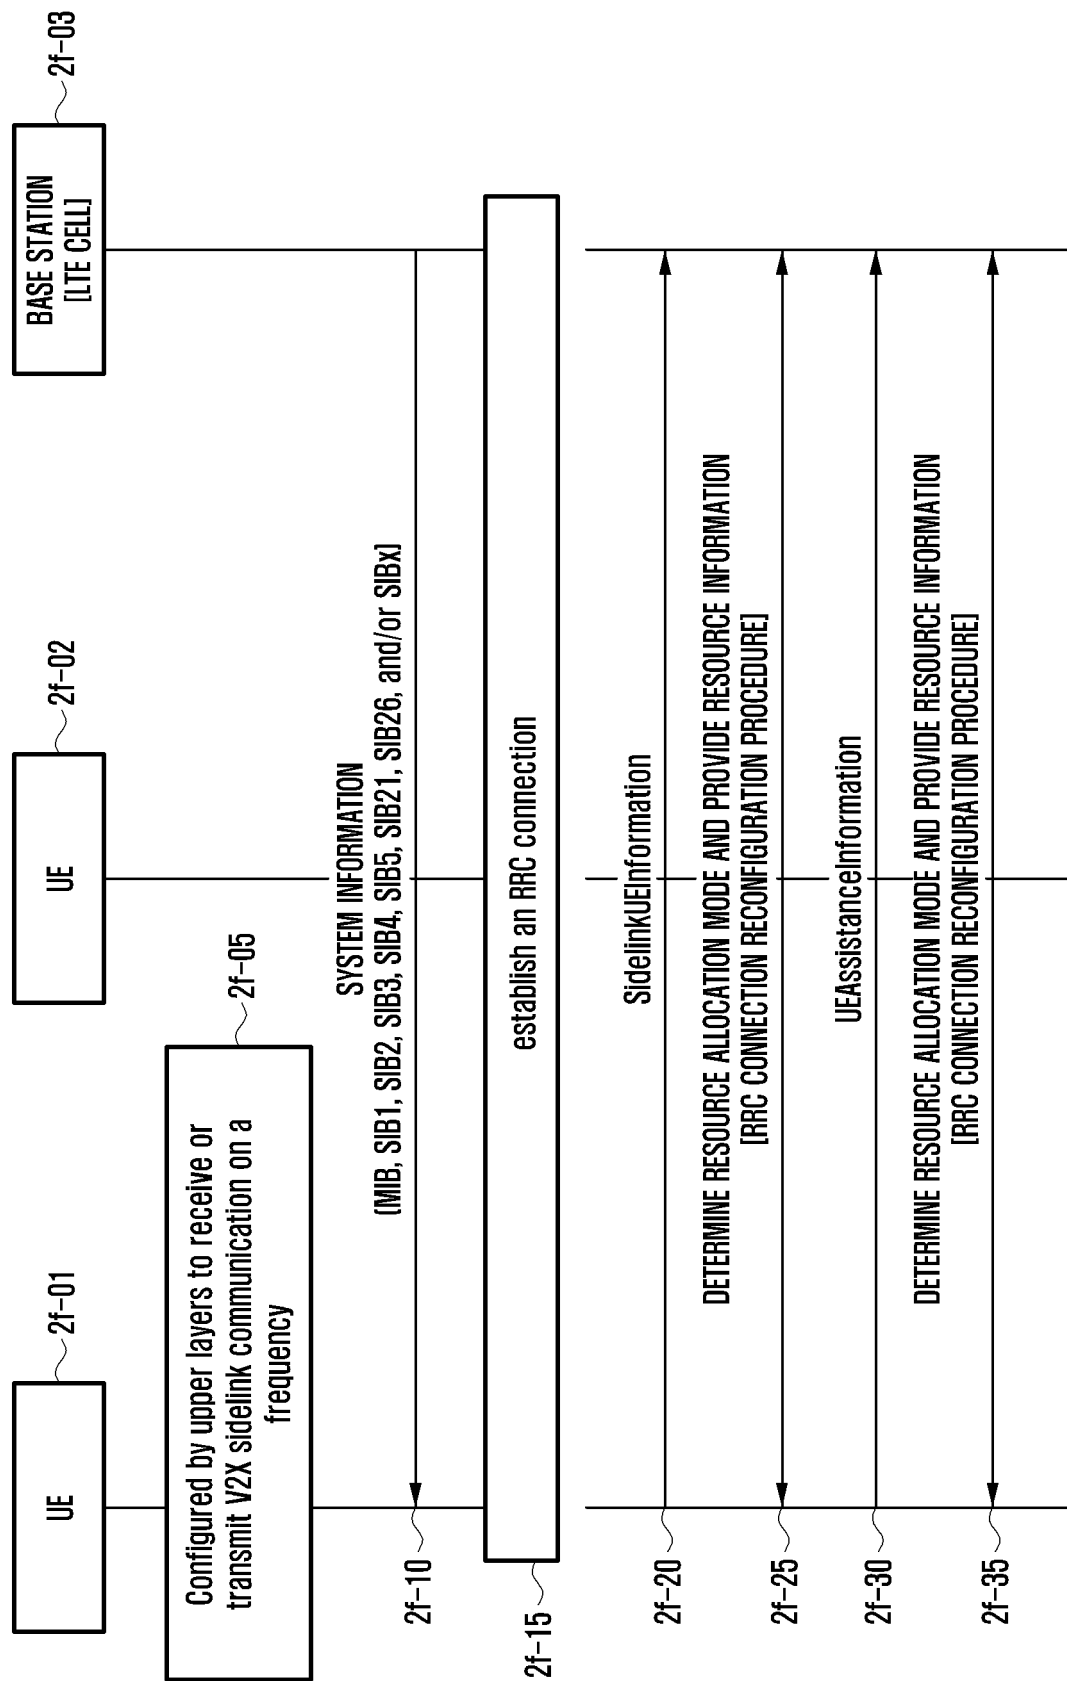 UE
2f-01
UE
2f-02
BASE STATION
[LTE CELL]
2f-03
Configured by upper layers to receive or
transmit V2X sidelink communication on a
frequency
2f-05
SYSTEM INFORMATION
(MIB, SIB1, SIB2, SIB3, SIB4, SIB5, SIB21, SIB26, and/or SIBx]
2f-10
establish an RRC connection
2f-15
SidelinkUEInformation
2f-20
DETERMINE RESOURCE ALLOCATION MODE AND PROVIDE RESOURCE INFORMATION
[RRC CONNECTION RECONFIGURATION PROCEDURE]
2f-25
UEAssistanceInformation
2f-30
DETERMINE RESOURCE ALLOCATION MODE AND PROVIDE RESOURCE INFORMATION
[RRC CONNECTION RECONFIGURATION PROCEDURE]
2f-35